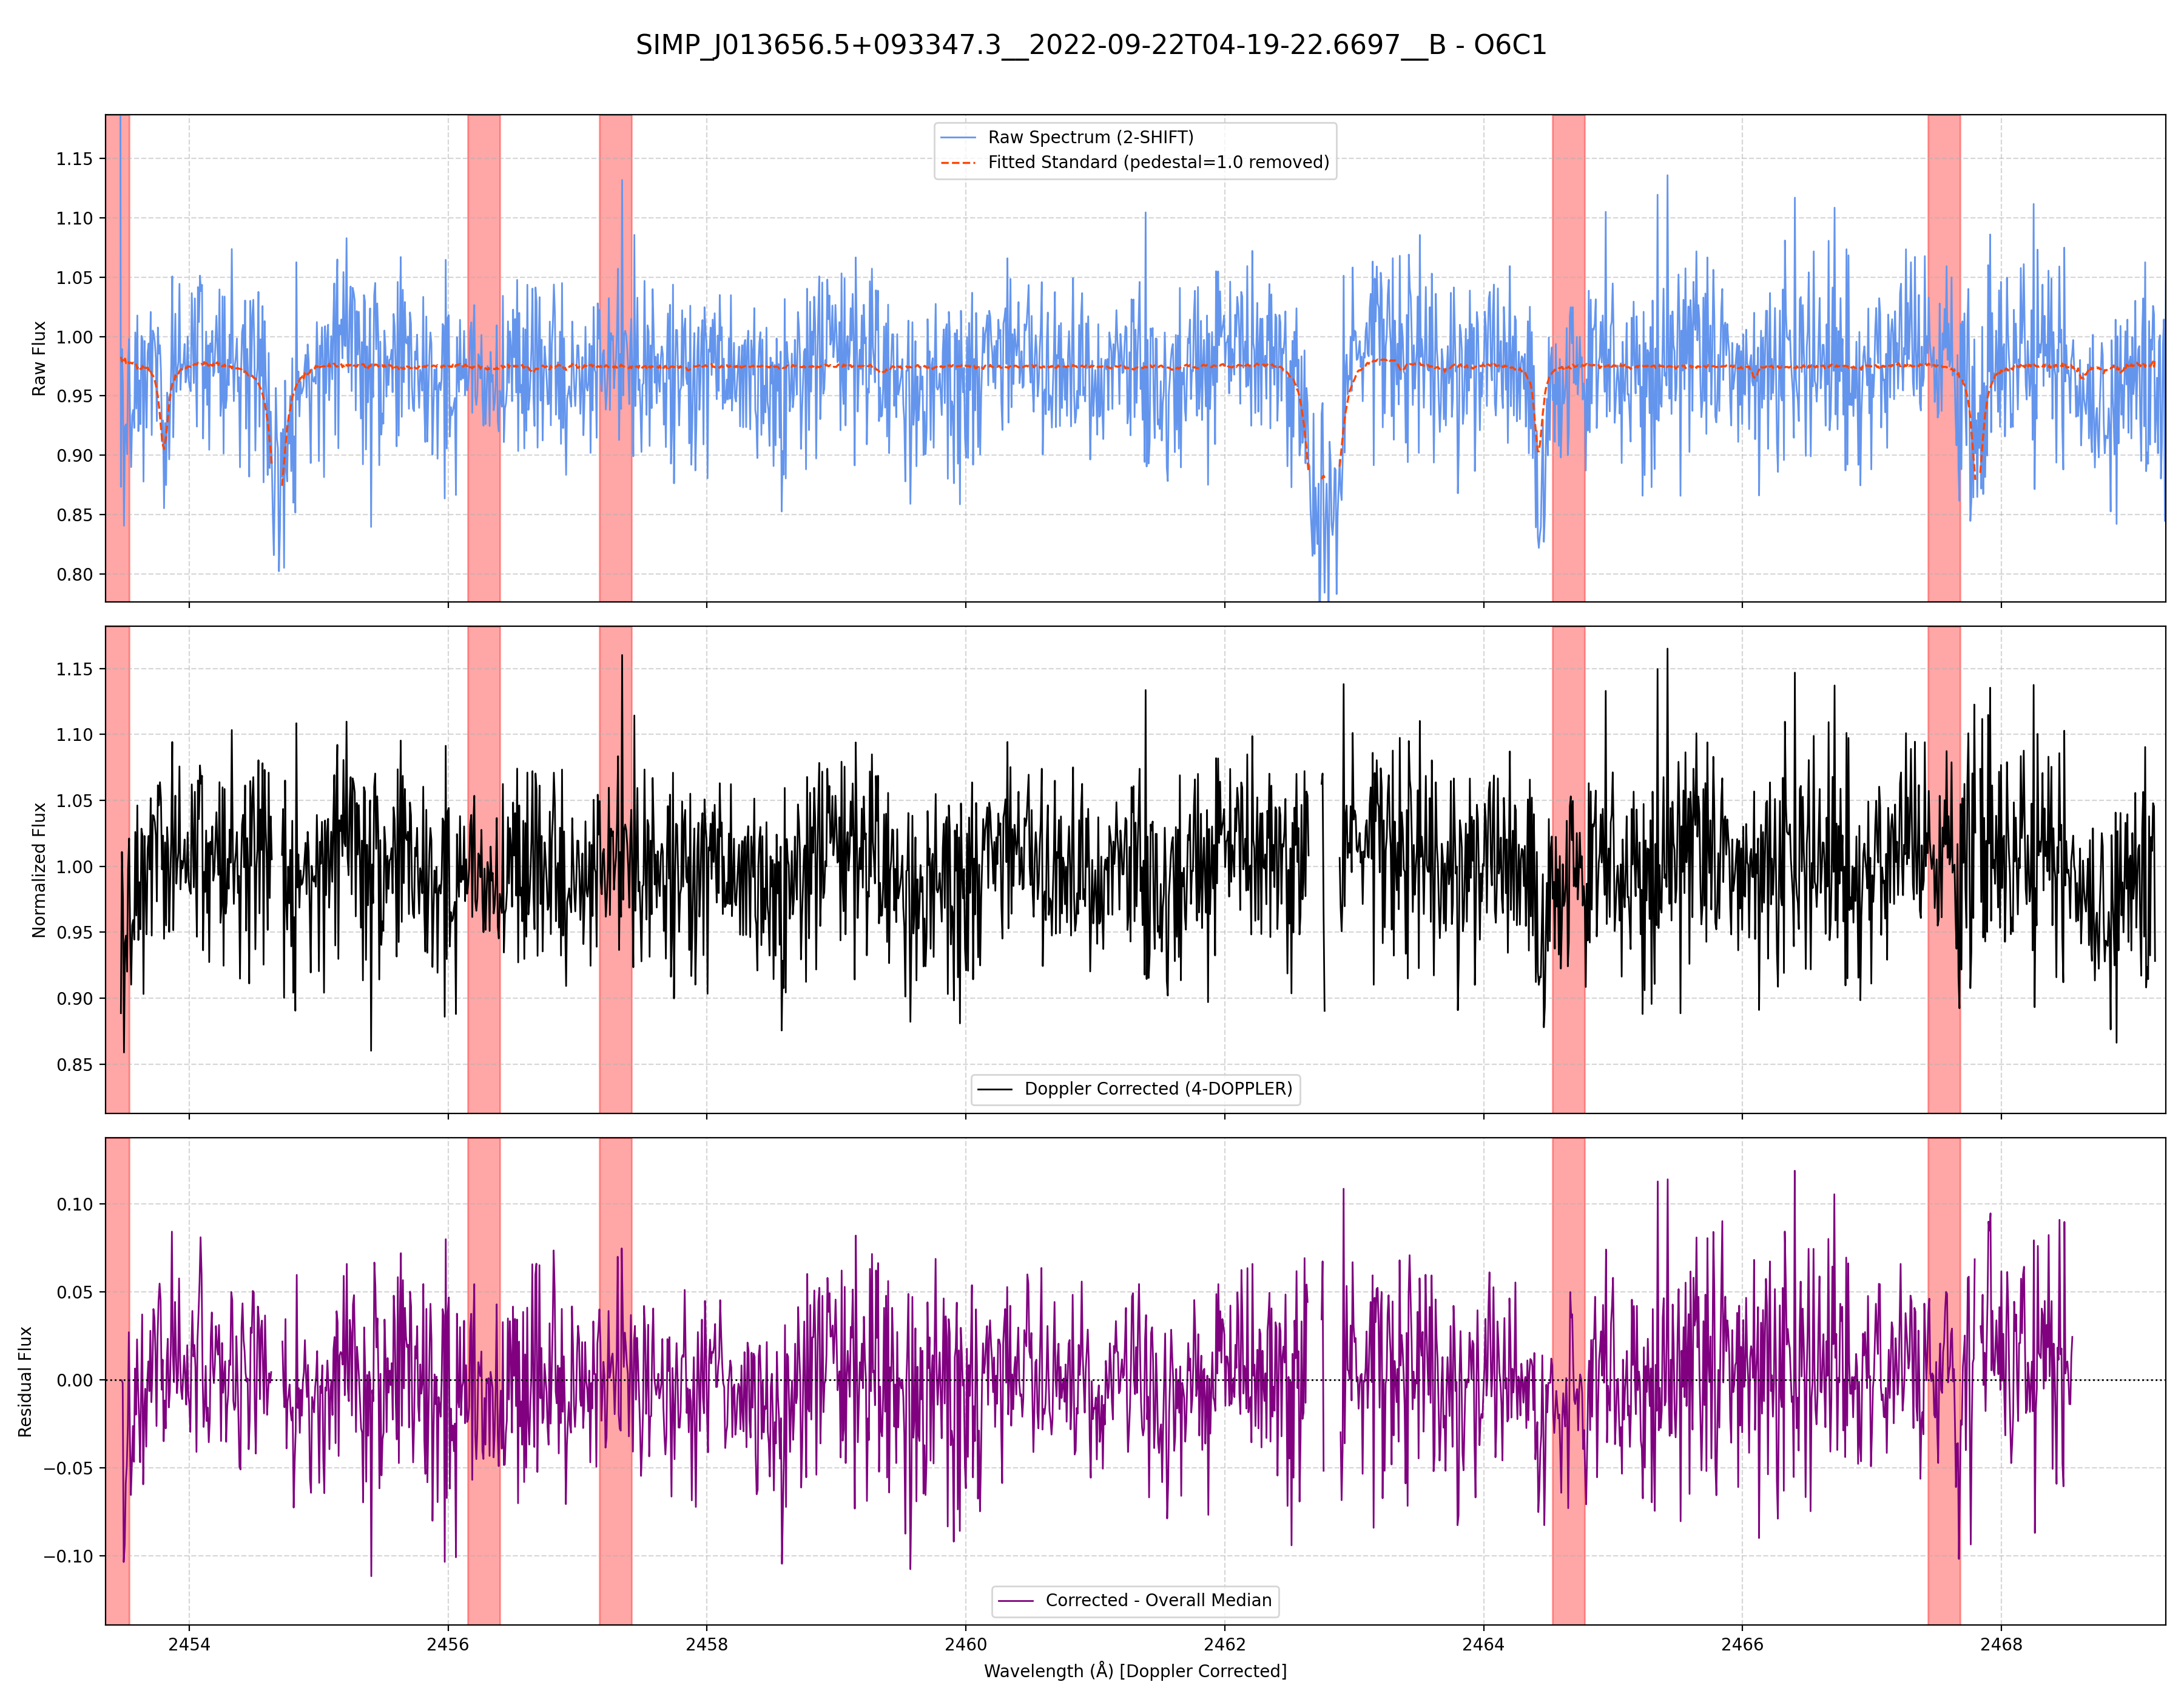 SIMP_J013656.5+093347.3__2022-09-22T04-19-22.6697__B - O6C1
Raw Spectrum (2-SHIFT)
Fitted Standard (pedestal=1.0 removed)
Raw Flux
1.15
1.10
1.05
1.00
0.95
0.90
0.85
0.80
Normalized Flux
1.15
1.10
1.05
1.00
0.95
0.90
0.85
Doppler Corrected (4-DOPPLER)
Residual Flux
0.10
0.05
0.00
−0.05
−0.10
Corrected - Overall Median
2454 2456 2458 2460 2462 2464 2466 2468
Wavelength (Å) [Doppler Corrected]